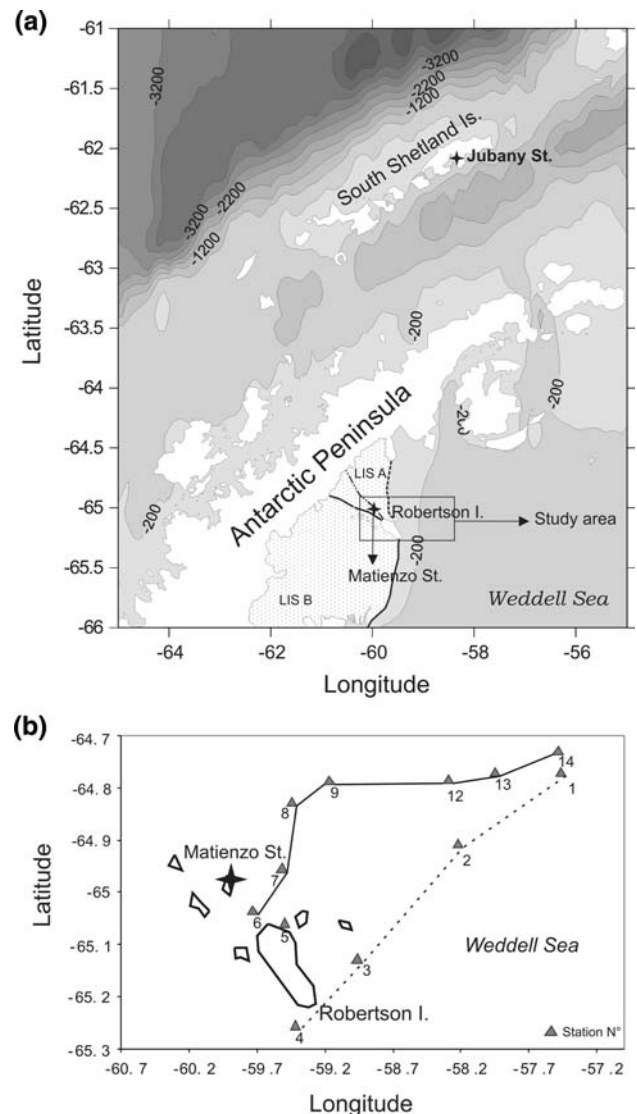 (a)
-61
-61.5
-62
-62.5
-63
-63.5
-64
-64.5
-65
-65.5
-66
Latitude
-3200
-3200
-2200
-1200
South Shetland Is.
Jubany St.
-3200
-2200
-1200
-200
-200
-200
-200
Antarctic Peninsula
LIS A
Robertson I.
Study area
-200
-200
Matienzo St.
LIS B
Weddell Sea
-64
-62
-60
-58
-56
Longitude
(b)
-64.7
-64.8
-64.9
-65
-65.1
-65.2
-65.3
Latitude
14
13
12
9
1
8
2
Matienzo St.
7
6
5
3
Weddell Sea
Robertson I.
4
Station N°
-60. 7
-60 .2
-59.7
-59.2
-58.7
-58 .2
-57.7
-57 .2
Longitude